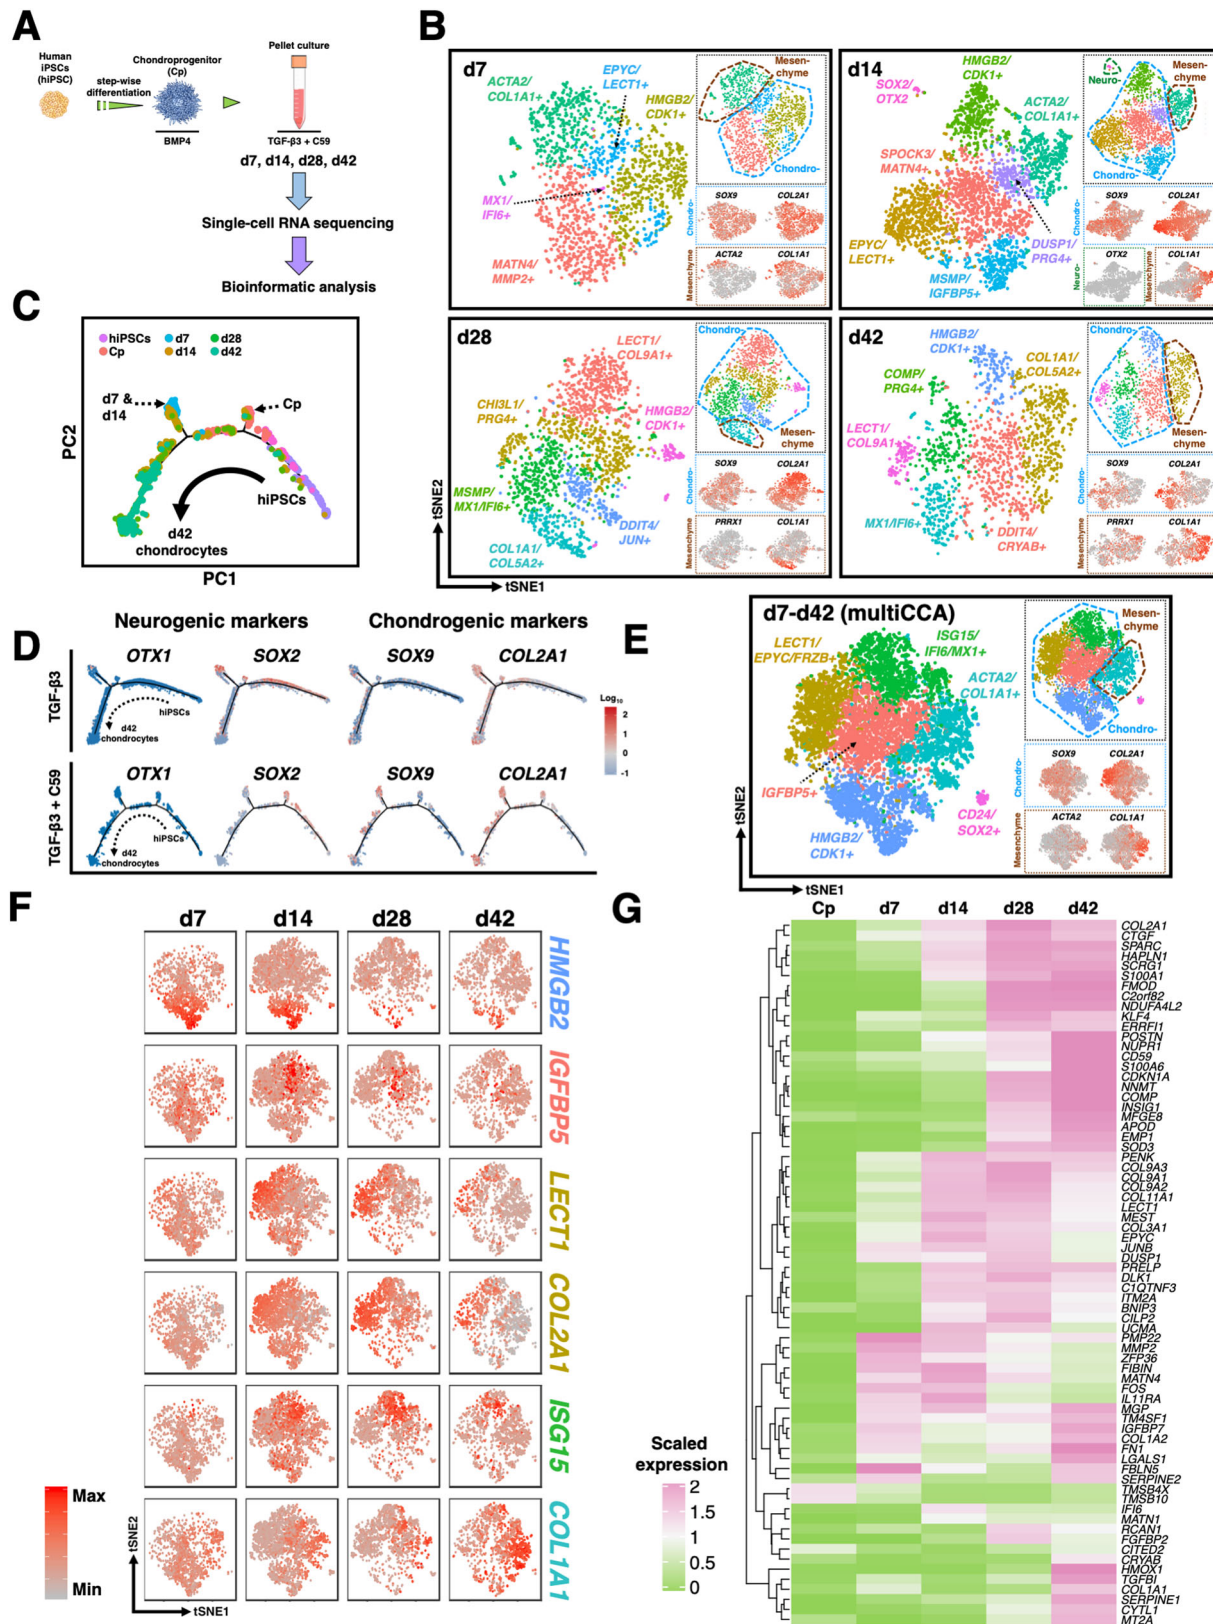 A
Human
iPSCs
(hiPSC)
step-wise
differentiation
Chondroprogenitor
(Cp)
BMP4
Pellet culture
TGF-β3 + C59
d7, d14, d28, d42
Single-cell RNA sequencing
Bioinformatic analysis
B
d7
ACTA2/
COL1A1+
EPYC/
LECT1+
HMGB2/
CDK1+
MX1/
IFI6+
MATN4/
MMP2+
Mesen-
chyme
Chondro-
SOX9
COL2A1
Chondro-
ACTA2
COL1A1
Mesenchyme
d14
HMGB2/
CDK1+
SOX2/
OTX2
ACTA2/
COL1A1+
SPOCK3/
MATN4+
EPYC/
LECT1+
DUSP1/
PRG4+
MSMP/
IGFBP5+
Neuro-
Mesen-
chyme
Chondro-
SOX9
COL2A1
Chondro-
OTX2
COL1A1
Neuro-
Mesenchyme
d28
LECT1/
COL9A1+
CHI3L1/
PRG4+
HMGB2/
CDK1+
MSMP/
MX1/IFI6+
DDIT4/
JUN+
COL1A1/
COL5A2+
Chondro-
Mesen-
chyme
SOX9
COL2A1
Chondro-
PRRX1
COL1A1
Mesenchyme
d42
HMGB2/
CDK1+
COL1A1/
COL5A2+
COMP/
PRG4+
LECT1/
COL9A1+
MX1/IFI6+
DDIT4/
CRYAB+
Chondro-
Mesen-
chyme
SOX9
COL2A1
Chondro-
PRRX1
COL1A1
Mesenchyme
tSNE2
tSNE1
C
hiPSCs
d7
d28
Cp
d14
d42
d7 &
d14
Cp
hiPSCs
d42
chondrocytes
PC2
PC1
D
Neurogenic markers
Chondrogenic markers
OTX1
SOX2
SOX9
COL2A1
TGF-β3
hiPSCs
d42
chondrocytes
Log10
2
1
0
-1
OTX1
SOX2
SOX9
COL2A1
TGF-β3 + C59
hiPSCs
d42
chondrocytes
E
d7-d42 (multiCCA)
LECT1/
EPYC/FRZB+
ISG15/
IFI6/MX1+
ACTA2/
COL1A1+
IGFBP5+
CD24/
SOX2+
HMGB2/
CDK1+
Mesen-
chyme
Chondro-
SOX9
COL2A1
Chondro-
ACTA2
COL1A1
Mesenchyme
tSNE2
tSNE1
F
d7
d14
d28
d42
HMGB2
IGFBP5
LECT1
COL2A1
ISG15
COL1A1
Max
Min
tSNE2
tSNE1
G
Cp
d7
d14
d28
d42
COL2A1
CTGF
SPARC
HAPLN1
SCRG1
S100A1
FMOD
C2orf82
NDUFA4L2
KLF4
ERRFI1
POSTN
NUPR1
CD59
S100A6
CDKN1A
NNMT
COMP
INSIG1
MFGE8
APOD
EMP1
SOD3
PENK
COL9A3
COL9A1
COL9A2
COL11A1
LECT1
MEST
COL3A1
EPYC
JUNB
DUSP1
PRELP
DLK1
C1QTNF3
ITM2A
BNIP3
CILP2
UCMA
PMP22
MMP2
ZFP36
FIBIN
MATN4
FOS
IL11RA
MGP
TM4SF1
IGFBP7
COL1A2
FN1
LGALS1
FBLN5
SERPINE2
TMSB4X
TMSB10
IFI6
MATN1
RCAN1
FGFBP2
CITED2
CRYAB
HMOX1
TGFBI
COL1A1
SERPINE1
CYTL1
MT2A
Scaled
expression
2
1.5
1
0.5
0